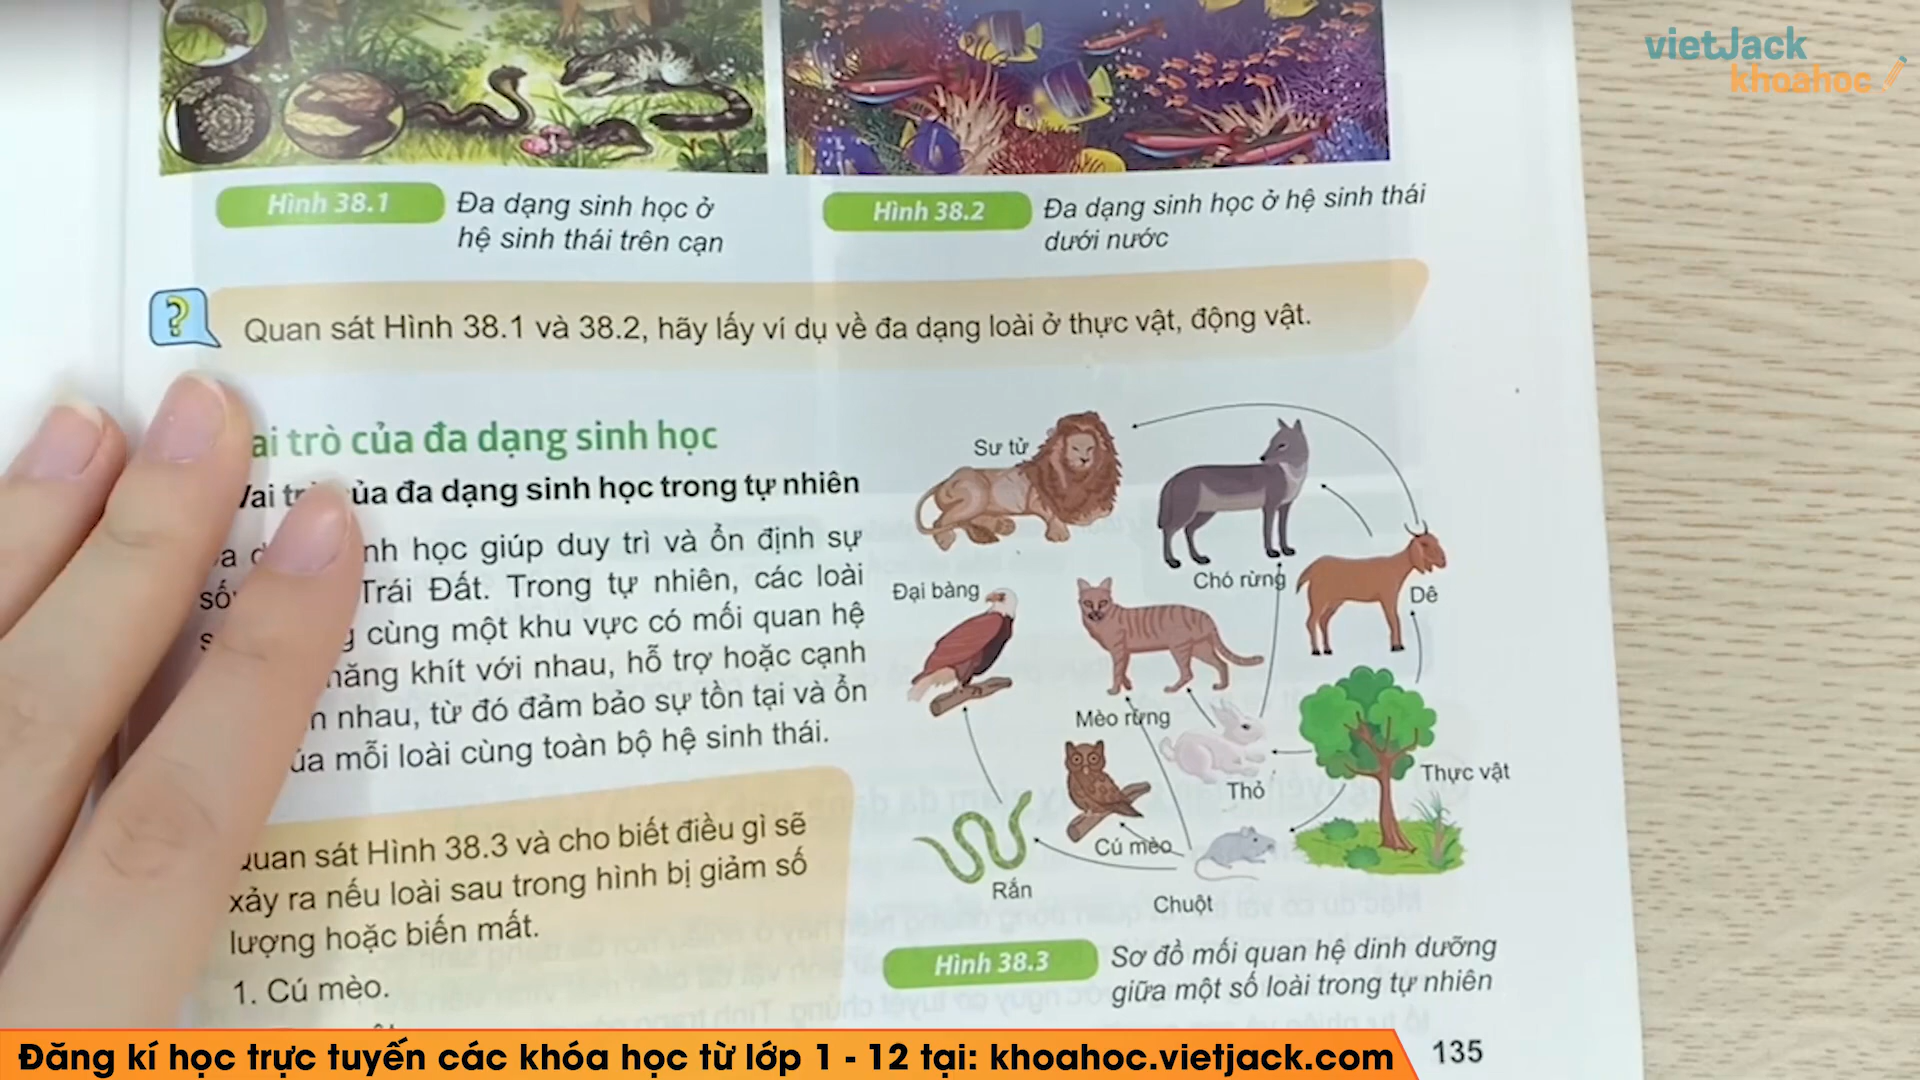 vietJack
khoahoc
Hình 38.1
Đa dạng sinh học ở
hệ sinh thái trên cạn
Hình 38.2
Đa dạng sinh học ở hệ sinh thái
dưới nước
?
Quan sát Hình 38.1 và 38.2, hãy lấy ví dụ về đa dạng loài ở thực vật, động vật.
trò của đa dạng sinh học
của đa dạng sinh học trong tự nhiên
học giúp duy trì và ổn định sự
Trái Đất. Trong tự nhiên, các loài
cùng một khu vực có mối quan hệ
khít với nhau, hỗ trợ hoặc cạnh
nhau, từ đó đảm bảo sự tồn tại và ổn
mỗi loài cùng toàn bộ hệ sinh thái.
Quan sát Hình 38.3 và cho biết điều gì sẽ
xảy ra nếu loài sau trong hình bị giảm số
lượng hoặc biến mất.
1. Cú mèo.
Sư tử
Chó rừng
Dê
Đại bàng
Mèo rừng
Thỏ
Thực vật
Cú mèo
Rắn
Chuột
Hình 38.3
Sơ đồ mối quan hệ dinh dưỡng
giữa một số loài trong tự nhiên
135
Đăng kí học trực tuyến các khóa học từ lớp 1 - 12 tại: khoahoc.vietjack.com